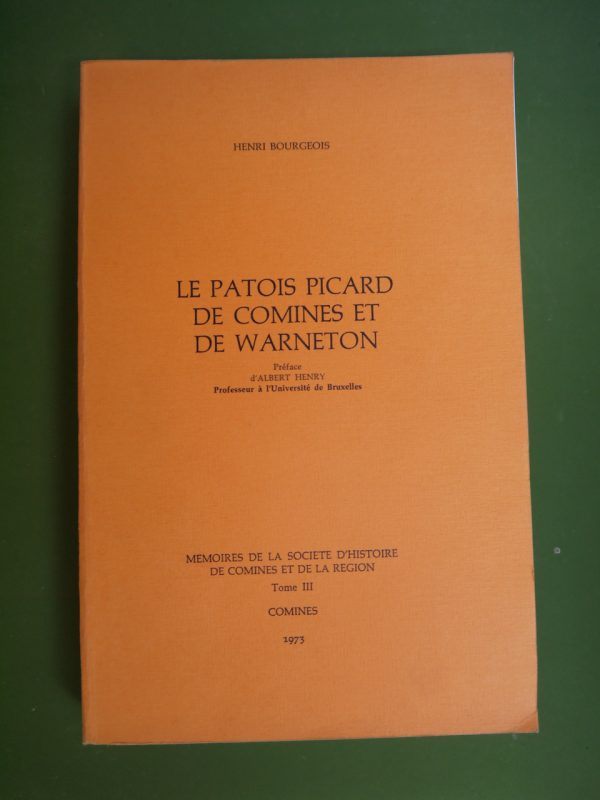 HENRI BOURGEOIS
LE PATOIS PICARD
DE COMINES ET
DE WARNETON
Préface
d'ALBERT HENRY
Professeur à l'Université de Bruxelles
MEMOIRES DE LA SOCIETE D'HISTOIRE
DE COMINES ET DE LA REGION
Tome III
COMINES
1973